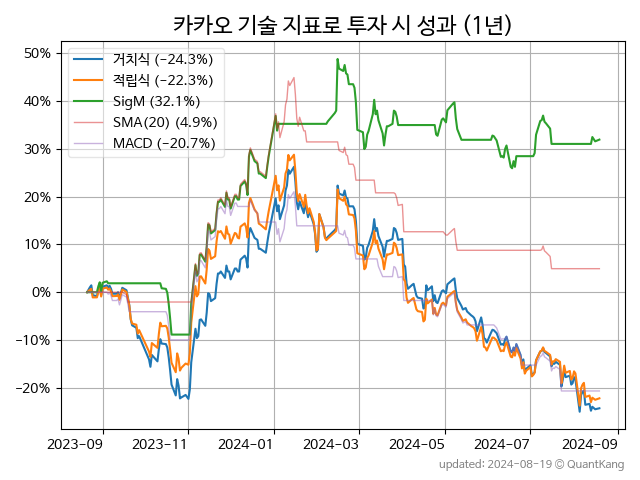 카카오 기술 지표로 투자 시 성과 (1년)
50%
40%
30%
20%
10%
0%
−10%
−20%
거치식 (−24.3%)
적립식 (−22.3%)
SigM (32.1%)
SMA(20) (4.9%)
MACD (−20.7%)
2023-09
2023-11
2024-01
2024-03
2024-05
2024-07
2024-09
updated: 2024-08-19 © QuantKang